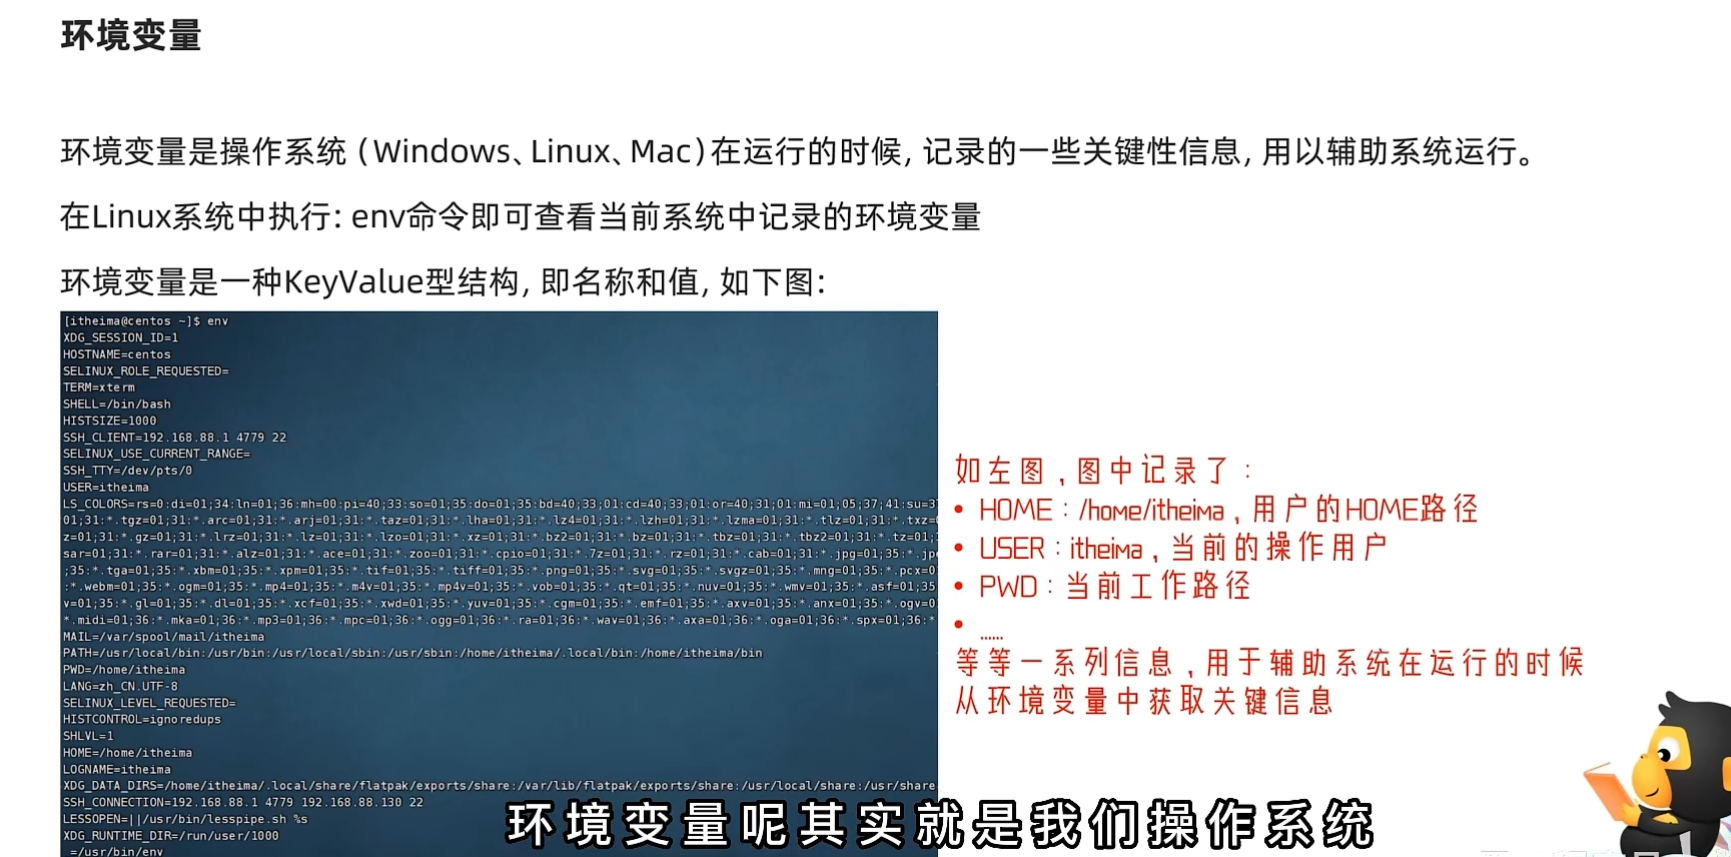 环境变量
环境变量是操作系统（Windows、Linux、Mac）在运行的时候，记录的一些关键性信息，用以辅助系统运行。
在Linux系统中执行：env命令即可查看当前系统中记录的环境变量
环境变量是一种KeyValue型结构，即名称和值，如下图：
[itheima@centos ~]$ env
XDG_SESSION_ID=1
HOSTNAME=centos
SELINUX_ROLE_REQUESTED=
TERM=xterm
SHELL=/bin/bash
HISTSIZE=1000
SSH_CLIENT=192.168.88.1 4779 22
SELINUX_USE_CURRENT_RANGE=
SSH_TTY=/dev/pts/0
USER=itheima
LS_COLORS=rs=0:di=01;34:ln=01;36:mh=00:pi=40;33:so=01;35:do=01;35:bd=40;33;01:cd=40;33;01:or=40;31;01:mi=01;05;37;41:su=37
01;31:*.tgz=01;31:*.arc=01;31:*.arj=01;31:*.taz=01;31:*.lha=01;31:*.lz4=01;31:*.lzh=01;31:*.lzma=01;31:*.tlz=01;31:*.txz=
z=01;31:*.gz=01;31:*.lrz=01;31:*.lz=01;31:*.lzo=01;31:*.xz=01;31:*.bz2=01;31:*.bz=01;31:*.tbz=01;31:*.tbz2=01;31:*.tz=01;
sar=01;31:*.rar=01;31:*.alz=01;31:*.ace=01;31:*.zoo=01;31:*.cpio=01;31:*.7z=01;31:*.rz=01;31:*.cab=01;31:*.jpg=01;35:*.jp
;35:*.tga=01;35:*.xbm=01;35:*.xpm=01;35:*.tif=01;35:*.tiff=01;35:*.png=01;35:*.svg=01;35:*.svgz=01;35:*.mng=01;35:*.pcx=0
:*.webm=01;35:*.ogm=01;35:*.mp4=01;35:*.m4v=01;35:*.mp4v=01;35:*.vob=01;35:*.qt=01;35:*.nuv=01;35:*.wmv=01;35:*.asf=01;35
v=01;35:*.gl=01;35:*.dl=01;35:*.xcf=01;35:*.xwd=01;35:*.yuv=01;35:*.cgm=01;35:*.emf=01;35:*.axv=01;35:*.anx=01;35:*.ogv=0
*.midi=01;36:*.mka=01;36:*.mp3=01;36:*.mpc=01;36:*.ogg=01;36:*.ra=01;36:*.wav=01;36:*.axa=01;36:*.oga=01;36:*.spx=01;36:*
MAIL=/var/spool/mail/itheima
PATH=/usr/local/bin:/usr/bin:/usr/local/sbin:/usr/sbin:/home/itheima/.local/bin:/home/itheima/bin
PWD=/home/itheima
LANG=zh_CN.UTF-8
SELINUX_LEVEL_REQUESTED=
HISTCONTROL=ignoredups
SHLVL=1
HOME=/home/itheima
LOGNAME=itheima
XDG_DATA_DIRS=/home/itheima/.local/share/flatpak/exports/share:/var/lib/flatpak/exports/share:/usr/local/share:/usr/share
SSH_CONNECTION=192.168.88.1 4779 192.168.88.130 22
LESSOPEN=||/usr/bin/lesspipe.sh %s
XDG_RUNTIME_DIR=/run/user/1000
_=/usr/bin/env
如左图，图中记录了：
• HOME：/home/itheima，用户的HOME路径
• USER：itheima，当前的操作用户
• PWD：当前工作路径
• ......
等等一系列信息，用于辅助系统在运行的时候
从环境变量中获取关键信息
环境变量呢其实就是我们操作系统